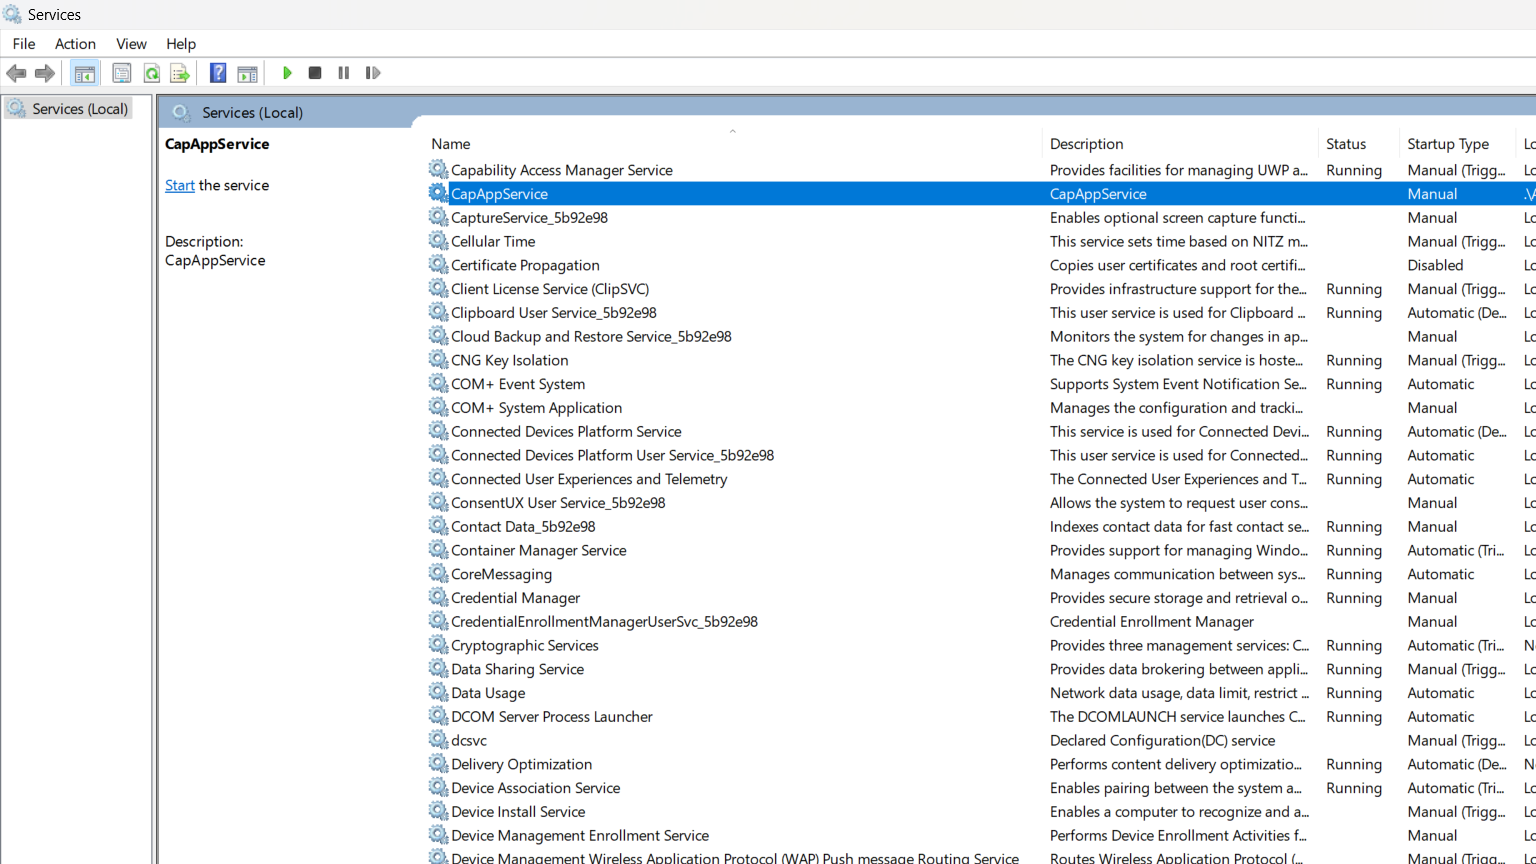 Services
File Action View Help
Services (Local)
Services (Local)
CapAppService
Start the service
Description:
CapAppService
Name Description Status Startup Type Lo
Capability Access Manager Service Provides facilities for managing UWP a... Running Manual (Trigg... Lo
CapAppService CapAppService Manual .\A
CaptureService_5b92e98 Enables optional screen capture functi... Manual Lo
Cellular Time This service sets time based on NITZ m... Manual (Trigg... Lo
Certificate Propagation Copies user certificates and root certifi... Disabled Lo
Client License Service (ClipSVC) Provides infrastructure support for the... Running Manual (Trigg... Lo
Clipboard User Service_5b92e98 This user service is used for Clipboard ... Running Automatic (De... Lo
Cloud Backup and Restore Service_5b92e98 Monitors the system for changes in ap... Manual Lo
CNG Key Isolation The CNG key isolation service is hoste... Running Manual (Trigg... Lo
COM+ Event System Supports System Event Notification Se... Running Automatic Lo
COM+ System Application Manages the configuration and tracki... Manual Lo
Connected Devices Platform Service This service is used for Connected Devi... Running Automatic (De... Lo
Connected Devices Platform User Service_5b92e98 This user service is used for Connected... Running Automatic Lo
Connected User Experiences and Telemetry The Connected User Experiences and T... Running Automatic Lo
ConsentUX User Service_5b92e98 Allows the system to request user cons... Manual Lo
Contact Data_5b92e98 Indexes contact data for fast contact se... Running Manual Lo
Container Manager Service Provides support for managing Windo... Running Automatic (Tri... Lo
CoreMessaging Manages communication between sys... Running Automatic Lo
Credential Manager Provides secure storage and retrieval o... Running Manual Lo
CredentialEnrollmentManagerUserSvc_5b92e98 Credential Enrollment Manager Manual Lo
Cryptographic Services Provides three management services: C... Running Automatic (Tri... Ne
Data Sharing Service Provides data brokering between appli... Running Manual (Trigg... Lo
Data Usage Network data usage, data limit, restrict ... Running Automatic Lo
DCOM Server Process Launcher The DCOMLAUNCH service launches C... Running Automatic Lo
dcsvc Declared Configuration(DC) service Manual (Trigg... Lo
Delivery Optimization Performs content delivery optimizatio... Running Automatic (De... Ne
Device Association Service Enables pairing between the system a... Running Automatic (Tri... Lo
Device Install Service Enables a computer to recognize and a... Manual (Trigg... Lo
Device Management Enrollment Service Performs Device Enrollment Activities f... Manual Lo
Device Management Wireless Application Protocol (WAP) Push message Routing Service Routes Wireless Application Protocol (... Manual (Trigg... Lo